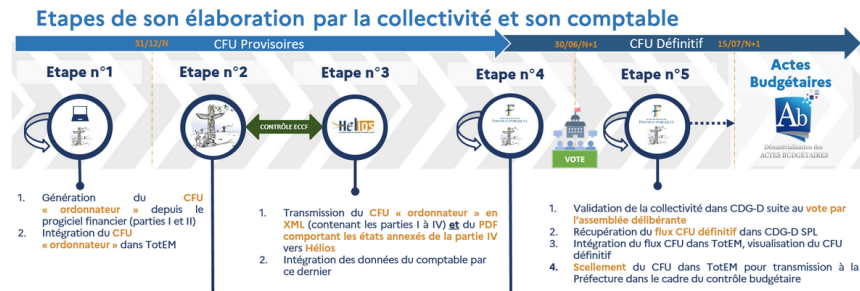 Etapes de son élaboration par la collectivité et son comptable
31/12/N
CFU Provisoires
30/06/N+1
CFU Définitif
15/07/N+1
Etape n°1
Etape n°2
Etape n°3
Etape n°4
Etape n°5
Actes
Budgétaires
CONTRÔLE ECCF
Hélios
VOTE
Ab
Dématérialisation des
ACTES BUDGÉTAIRES
1. Génération du CFU
« ordonnateur » depuis le
progiciel financier (parties I et II)
2. Intégration du CFU
« ordonnateur » dans TotEM
1. Transmission du CFU « ordonnateur » en
XML (contenant les parties I à IV) et du PDF
comportant les états annexés de la partie IV
vers Hélios
2. Intégration des données du comptable par
ce dernier
1. Validation de la collectivité dans CDG-D suite au vote par
l'assemblée délibérante
2. Récupération du flux CFU définitif dans CDG-D SPL
3. Intégration du flux CFU dans TotEM, visualisation du CFU
définitif
4. Scellement du CFU dans TotEM pour transmission à la
Préfecture dans le cadre du contrôle budgétaire